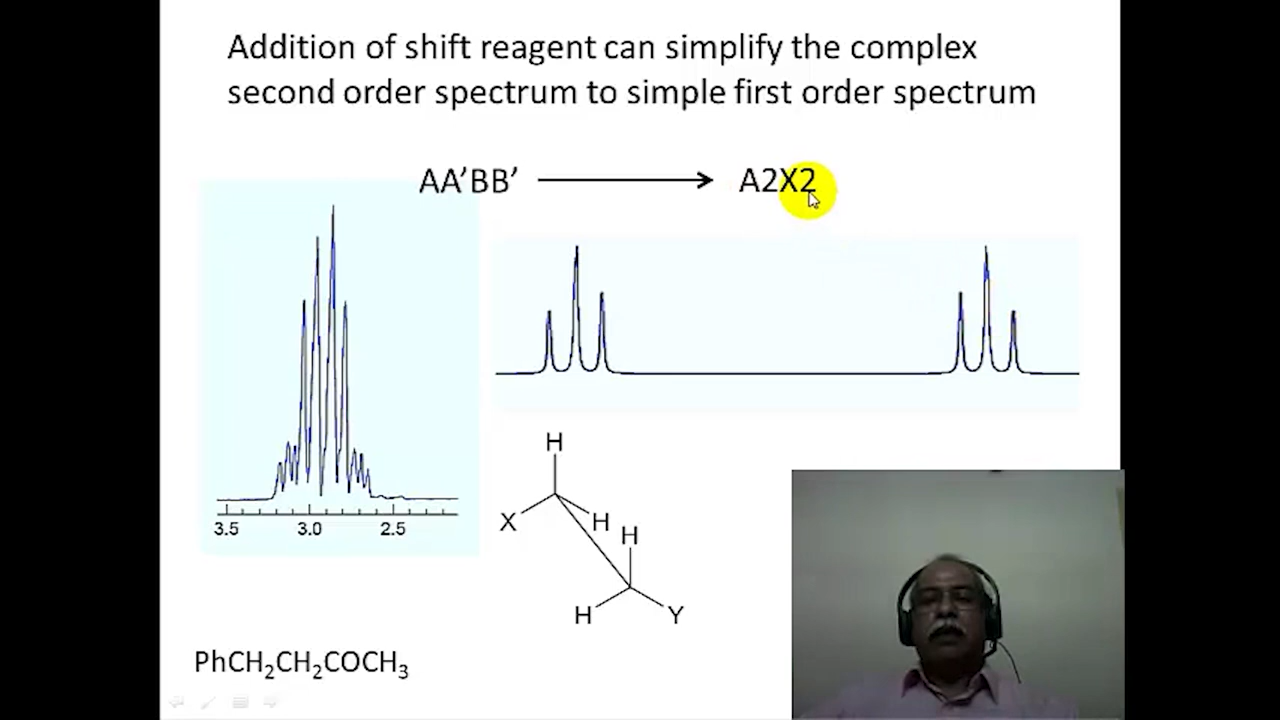 Addition of shift reagent can simplify the complex
second order spectrum to simple first order spectrum
AA'BB' A2X2
3.5 3.0 2.5
H
X H
H
H Y
PhCH₂CH₂COCH₃